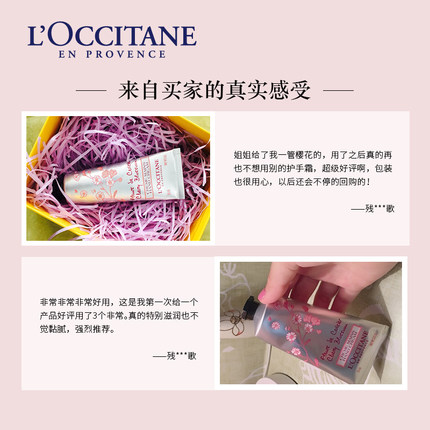 L'OCCITANE
EN PROVENCE
来自买家的真实感受
姐姐给了我一管樱花的，用了之后真的再
也不想用别的护手霜，超级好评啊，包装
也很用心，以后还会不停的回购的！
——残***歌
L'OCCITANE
非常非常非常好用，这是我第一次给一个
产品好评用了3个非常。真的特别滋润也不
觉黏腻，强烈推荐。
——残***歌
L'OCCITANE